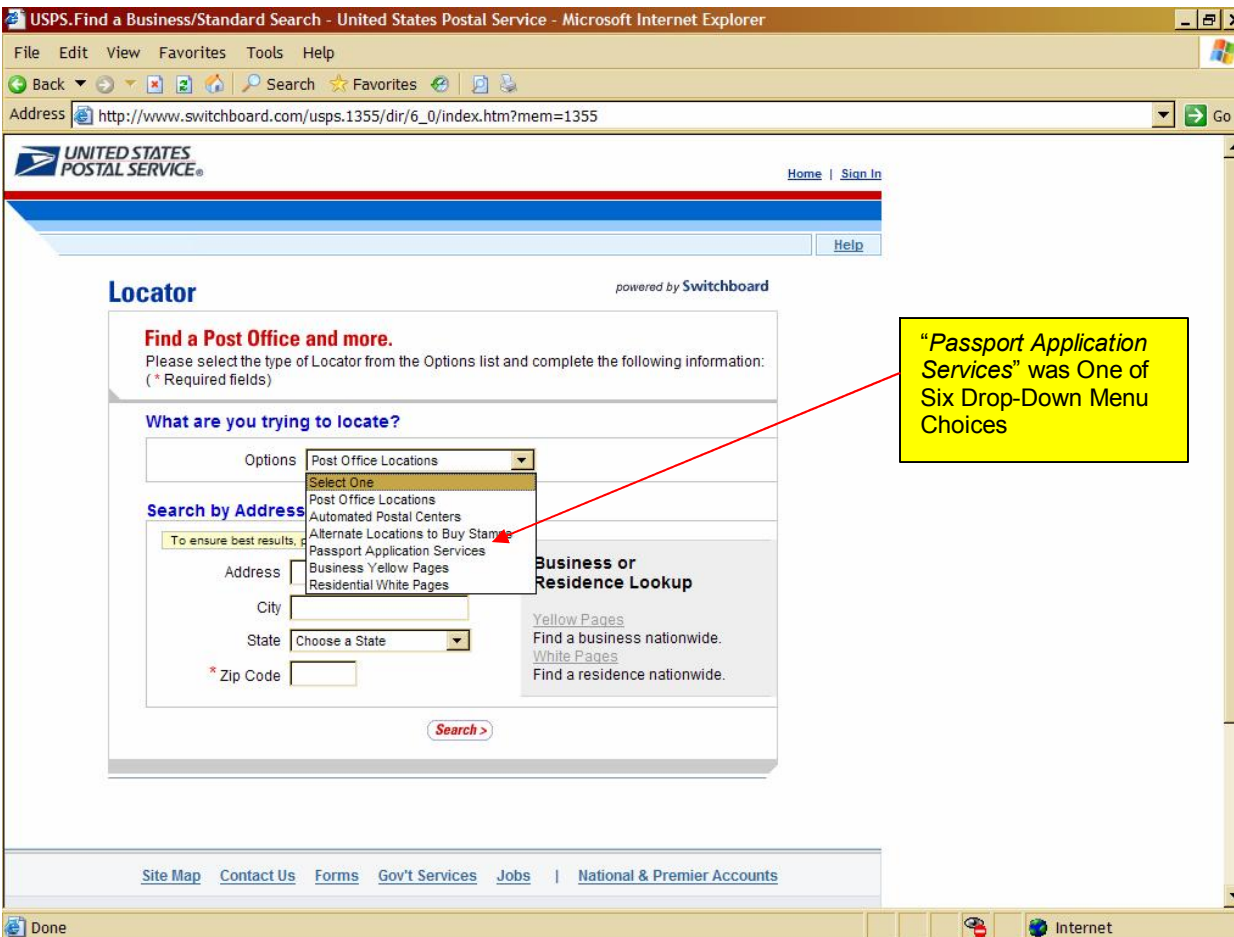 USPS.Find a Business/Standard Search - United States Postal Service - Microsoft Internet Explorer
File Edit View Favorites Tools Help
Back Search Favorites
Address http://www.switchboard.com/usps.1355/dir/6_0/index.htm?mem=1355 Go
UNITED STATES
POSTAL SERVICE®
Home | Sign In
Help
Locator
powered by Switchboard
Find a Post Office and more.
Please select the type of Locator from the Options list and complete the following information:
( * Required fields)
What are you trying to locate?
Options Post Office Locations
Select One
Post Office Locations
Automated Postal Centers
Alternate Locations to Buy Stamps
Passport Application Services
Business Yellow Pages
Residential White Pages
Search by Address
To ensure best results,
Address
City
State Choose a State
* Zip Code
Business or
Residence Lookup
Yellow Pages
Find a business nationwide.
White Pages
Find a residence nationwide.
Search >
"Passport Application
Services" was One of
Six Drop-Down Menu
Choices
Site Map Contact Us Forms Gov't Services Jobs | National & Premier Accounts
Done
Internet